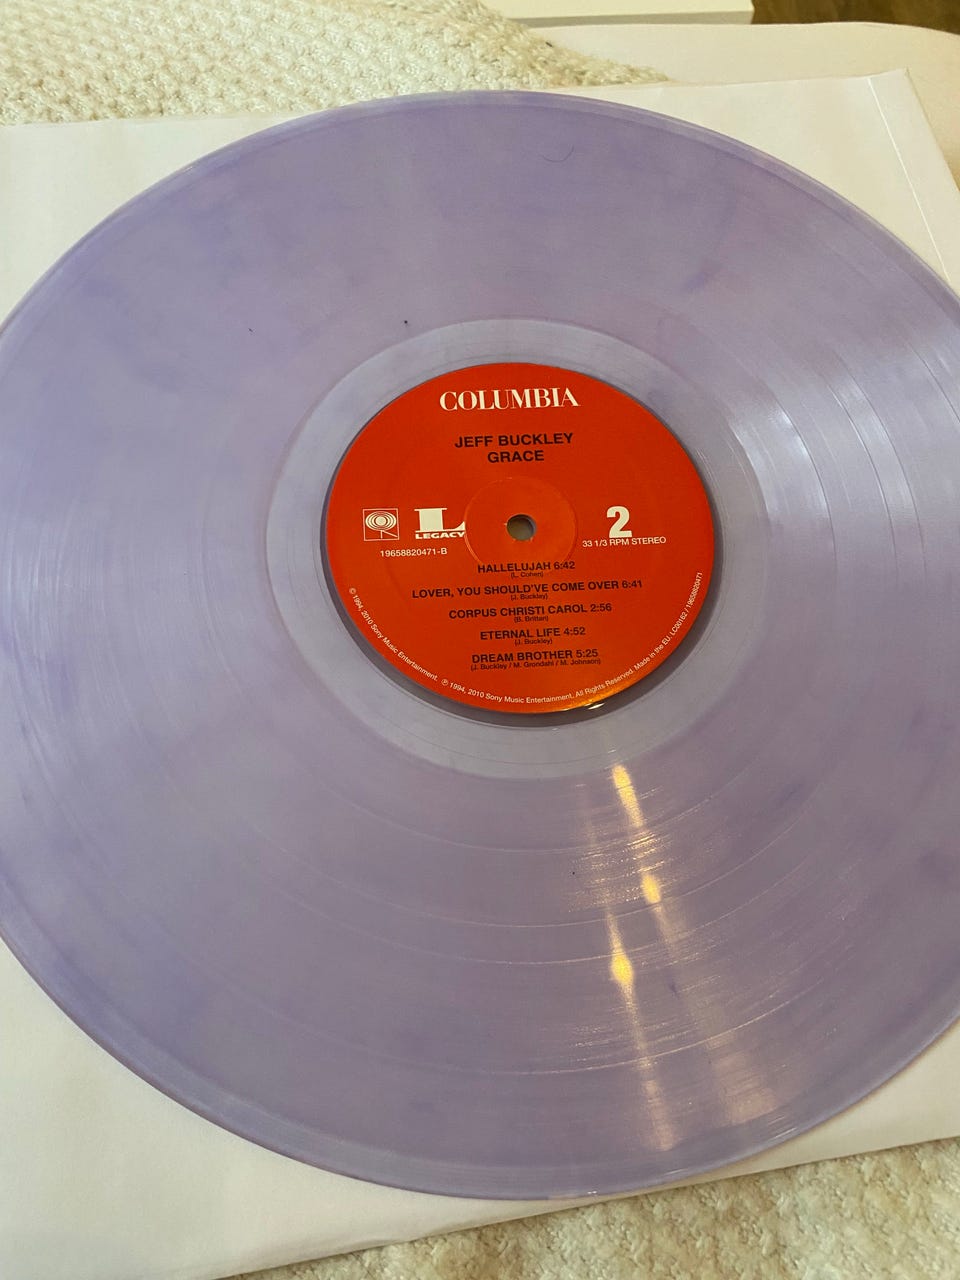 COLUMBIA
JEFF BUCKLEY
GRACE
L
LEGACY
19658820471-B
2
33 1/3 RPM STEREO
HALLELUJAH 6:42
(L. Cohen)
LOVER, YOU SHOULD'VE COME OVER 6:41
(J. Buckley)
CORPUS CHRISTI CAROL 2:56
(B. Britten)
ETERNAL LIFE 4:52
(J. Buckley)
DREAM BROTHER 5:25
(J. Buckley / M. Grondahl / M. Johnson)
© 1994, 2010 Sony Music Entertainment. ℗ 1994, 2010 Sony Music Entertainment. All Rights Reserved. Made in the EU. LC00162 / 19658820471